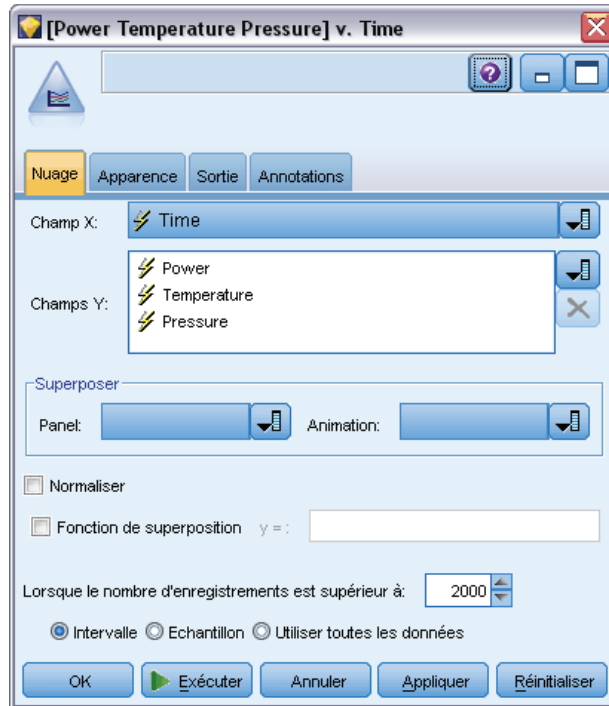 [Power Temperature Pressure] v. Time
?
Nuage Apparence Sortie Annotations
Champ X: Time
Champs Y: Power
Temperature
Pressure
Superposer
Panel: Animation:
Normaliser
Fonction de superposition y = :
Lorsque le nombre d'enregistrements est supérieur à: 2000
Intervalle Echantillon Utiliser toutes les données
OK Exécuter Annuler Appliquer Réinitialiser